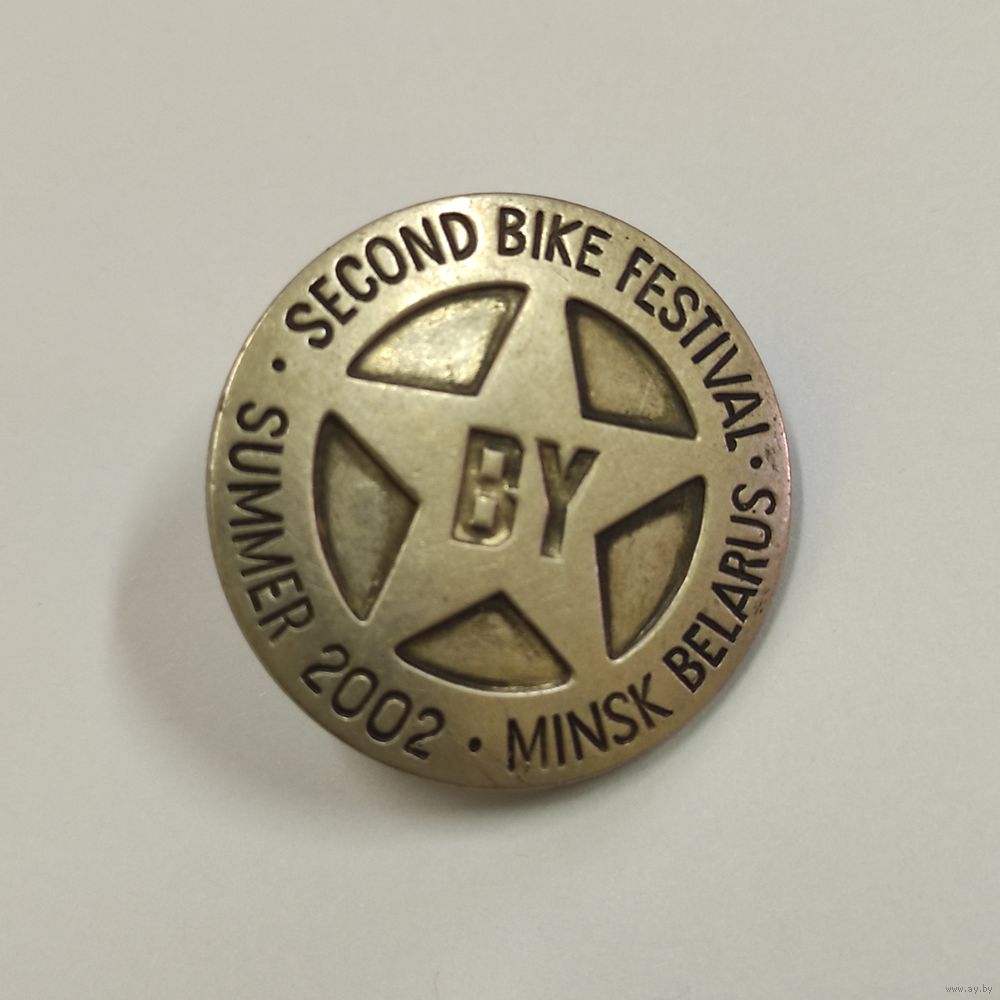 · SECOND BIKE FESTIVAL · MINSK BELARUS · SUMMER 2002
BY
www.ay.by